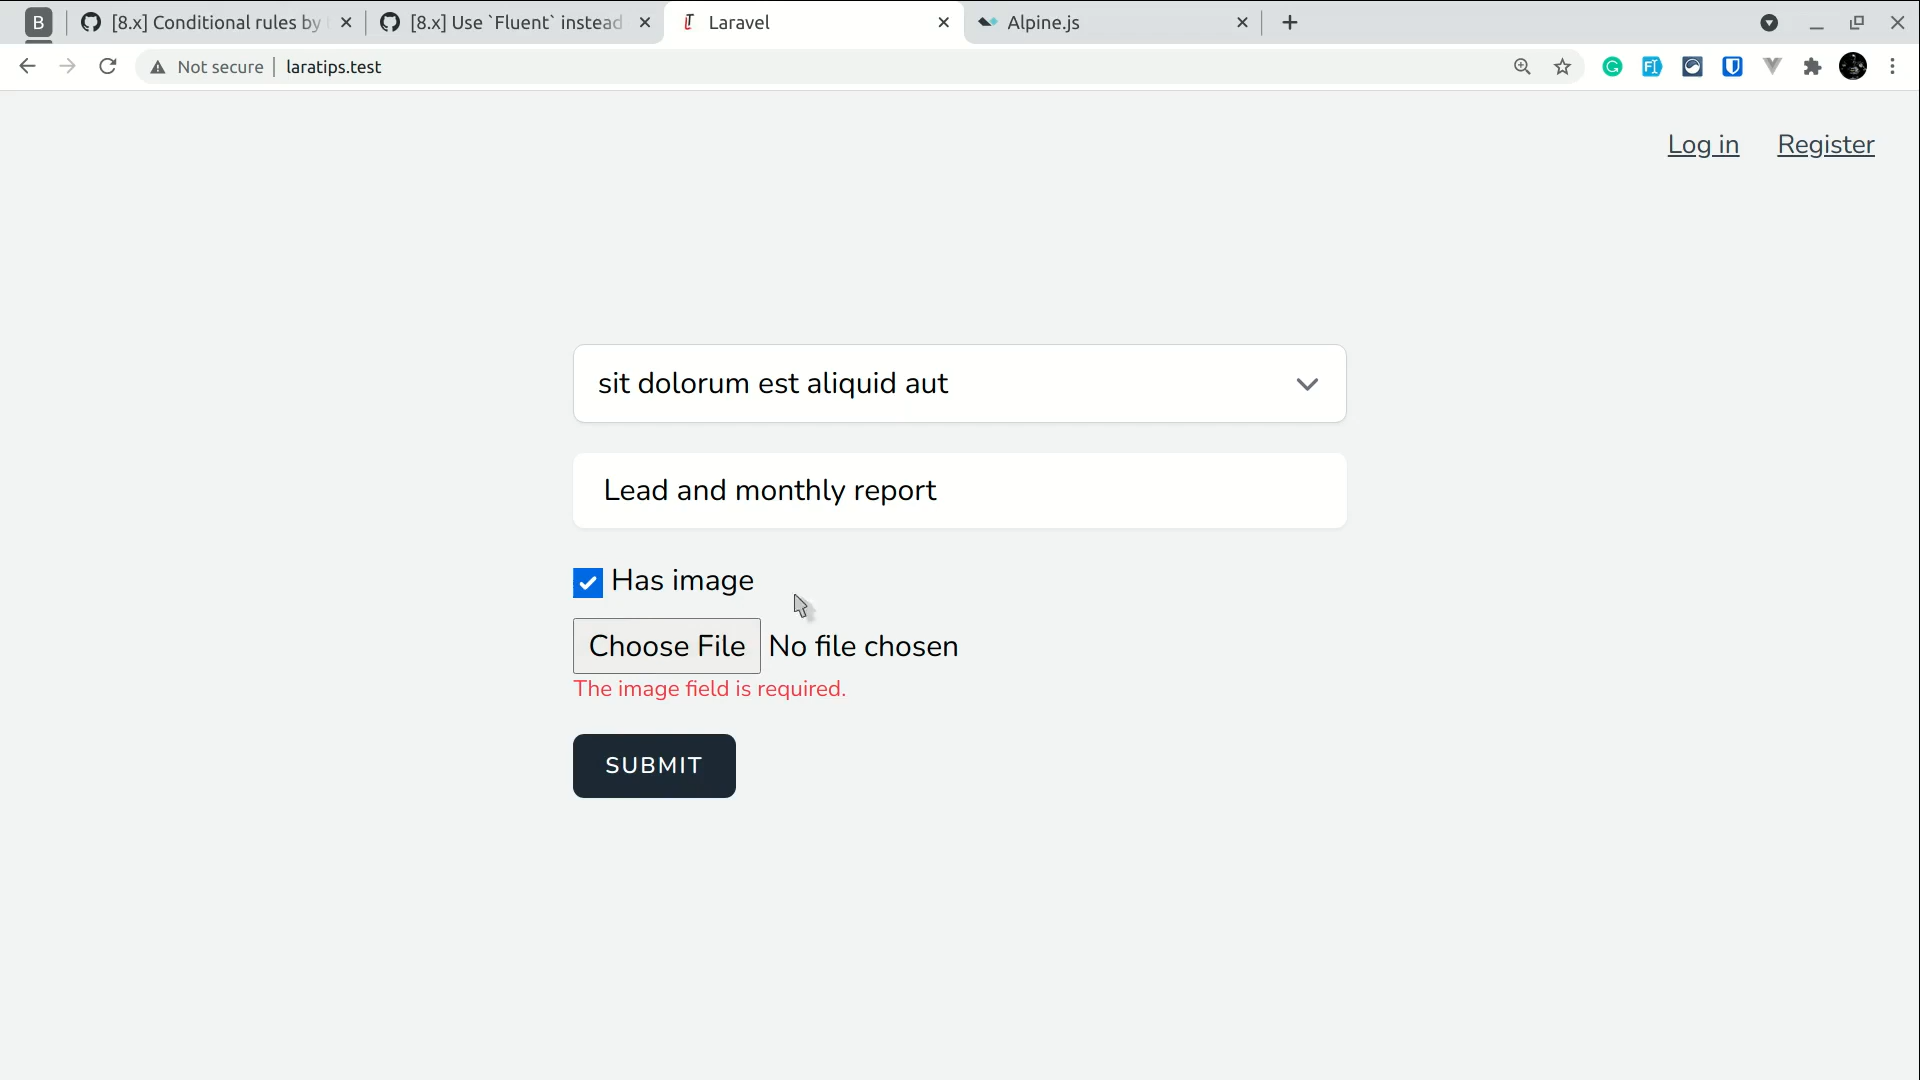 B
[8.x] Conditional rules by
[8.x] Use `Fluent` instead
Laravel
Alpine.js
Not secure
laratips.test
Log in
Register
sit dolorum est aliquid aut
Lead and monthly report
Has image
Choose File No file chosen
The image field is required.
SUBMIT